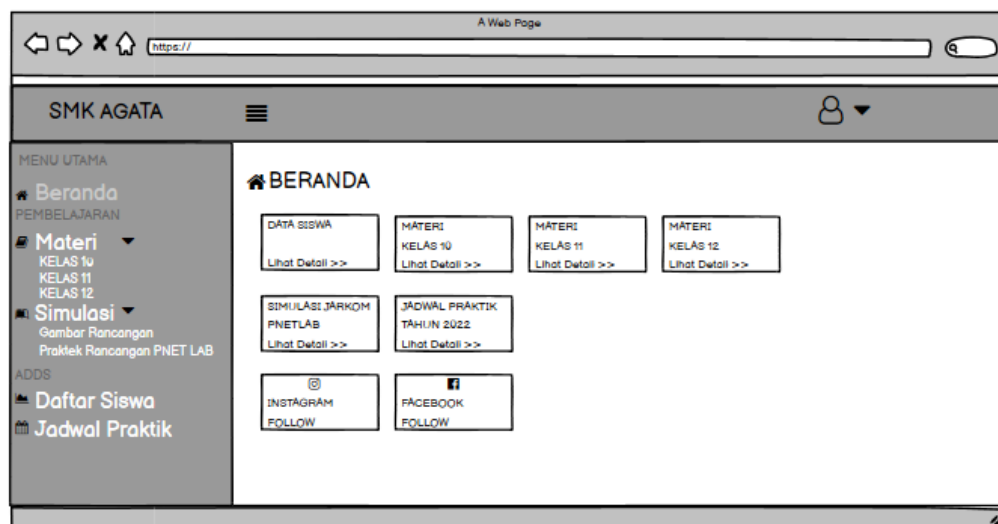 A Web Page
https://
SMK AGATA
MENU UTAMA
Beranda
PEMBELAJARAN
Materi
KELAS 10
KELAS 11
KELAS 12
Simulasi
Gambar Rancangan
Praktek Rancangan PNET LAB
ADDS
Daftar Siswa
Jadwal Praktik
BERANDA
DATA SISWA
Lihat Detail >>
MATERI
KELAS 10
Lihat Detail >>
MATERI
KELAS 11
Lihat Detail >>
MATERI
KELAS 12
Lihat Detail >>
SIMULASI JARKOM
PNETLAB
Lihat Detail >>
JADWAL PRAKTIK
TAHUN 2022
Lihat Detail >>
INSTAGRAM
FOLLOW
FACEBOOK
FOLLOW